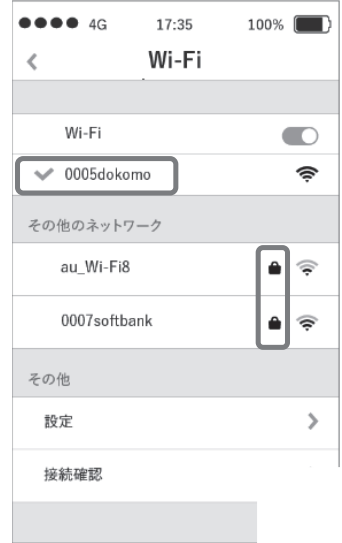 4G 17:35 100%
Wi-Fi
Wi-Fi
0005dokomo
その他のネットワーク
au_Wi-Fi8
0007softbank
その他
設定
接続確認